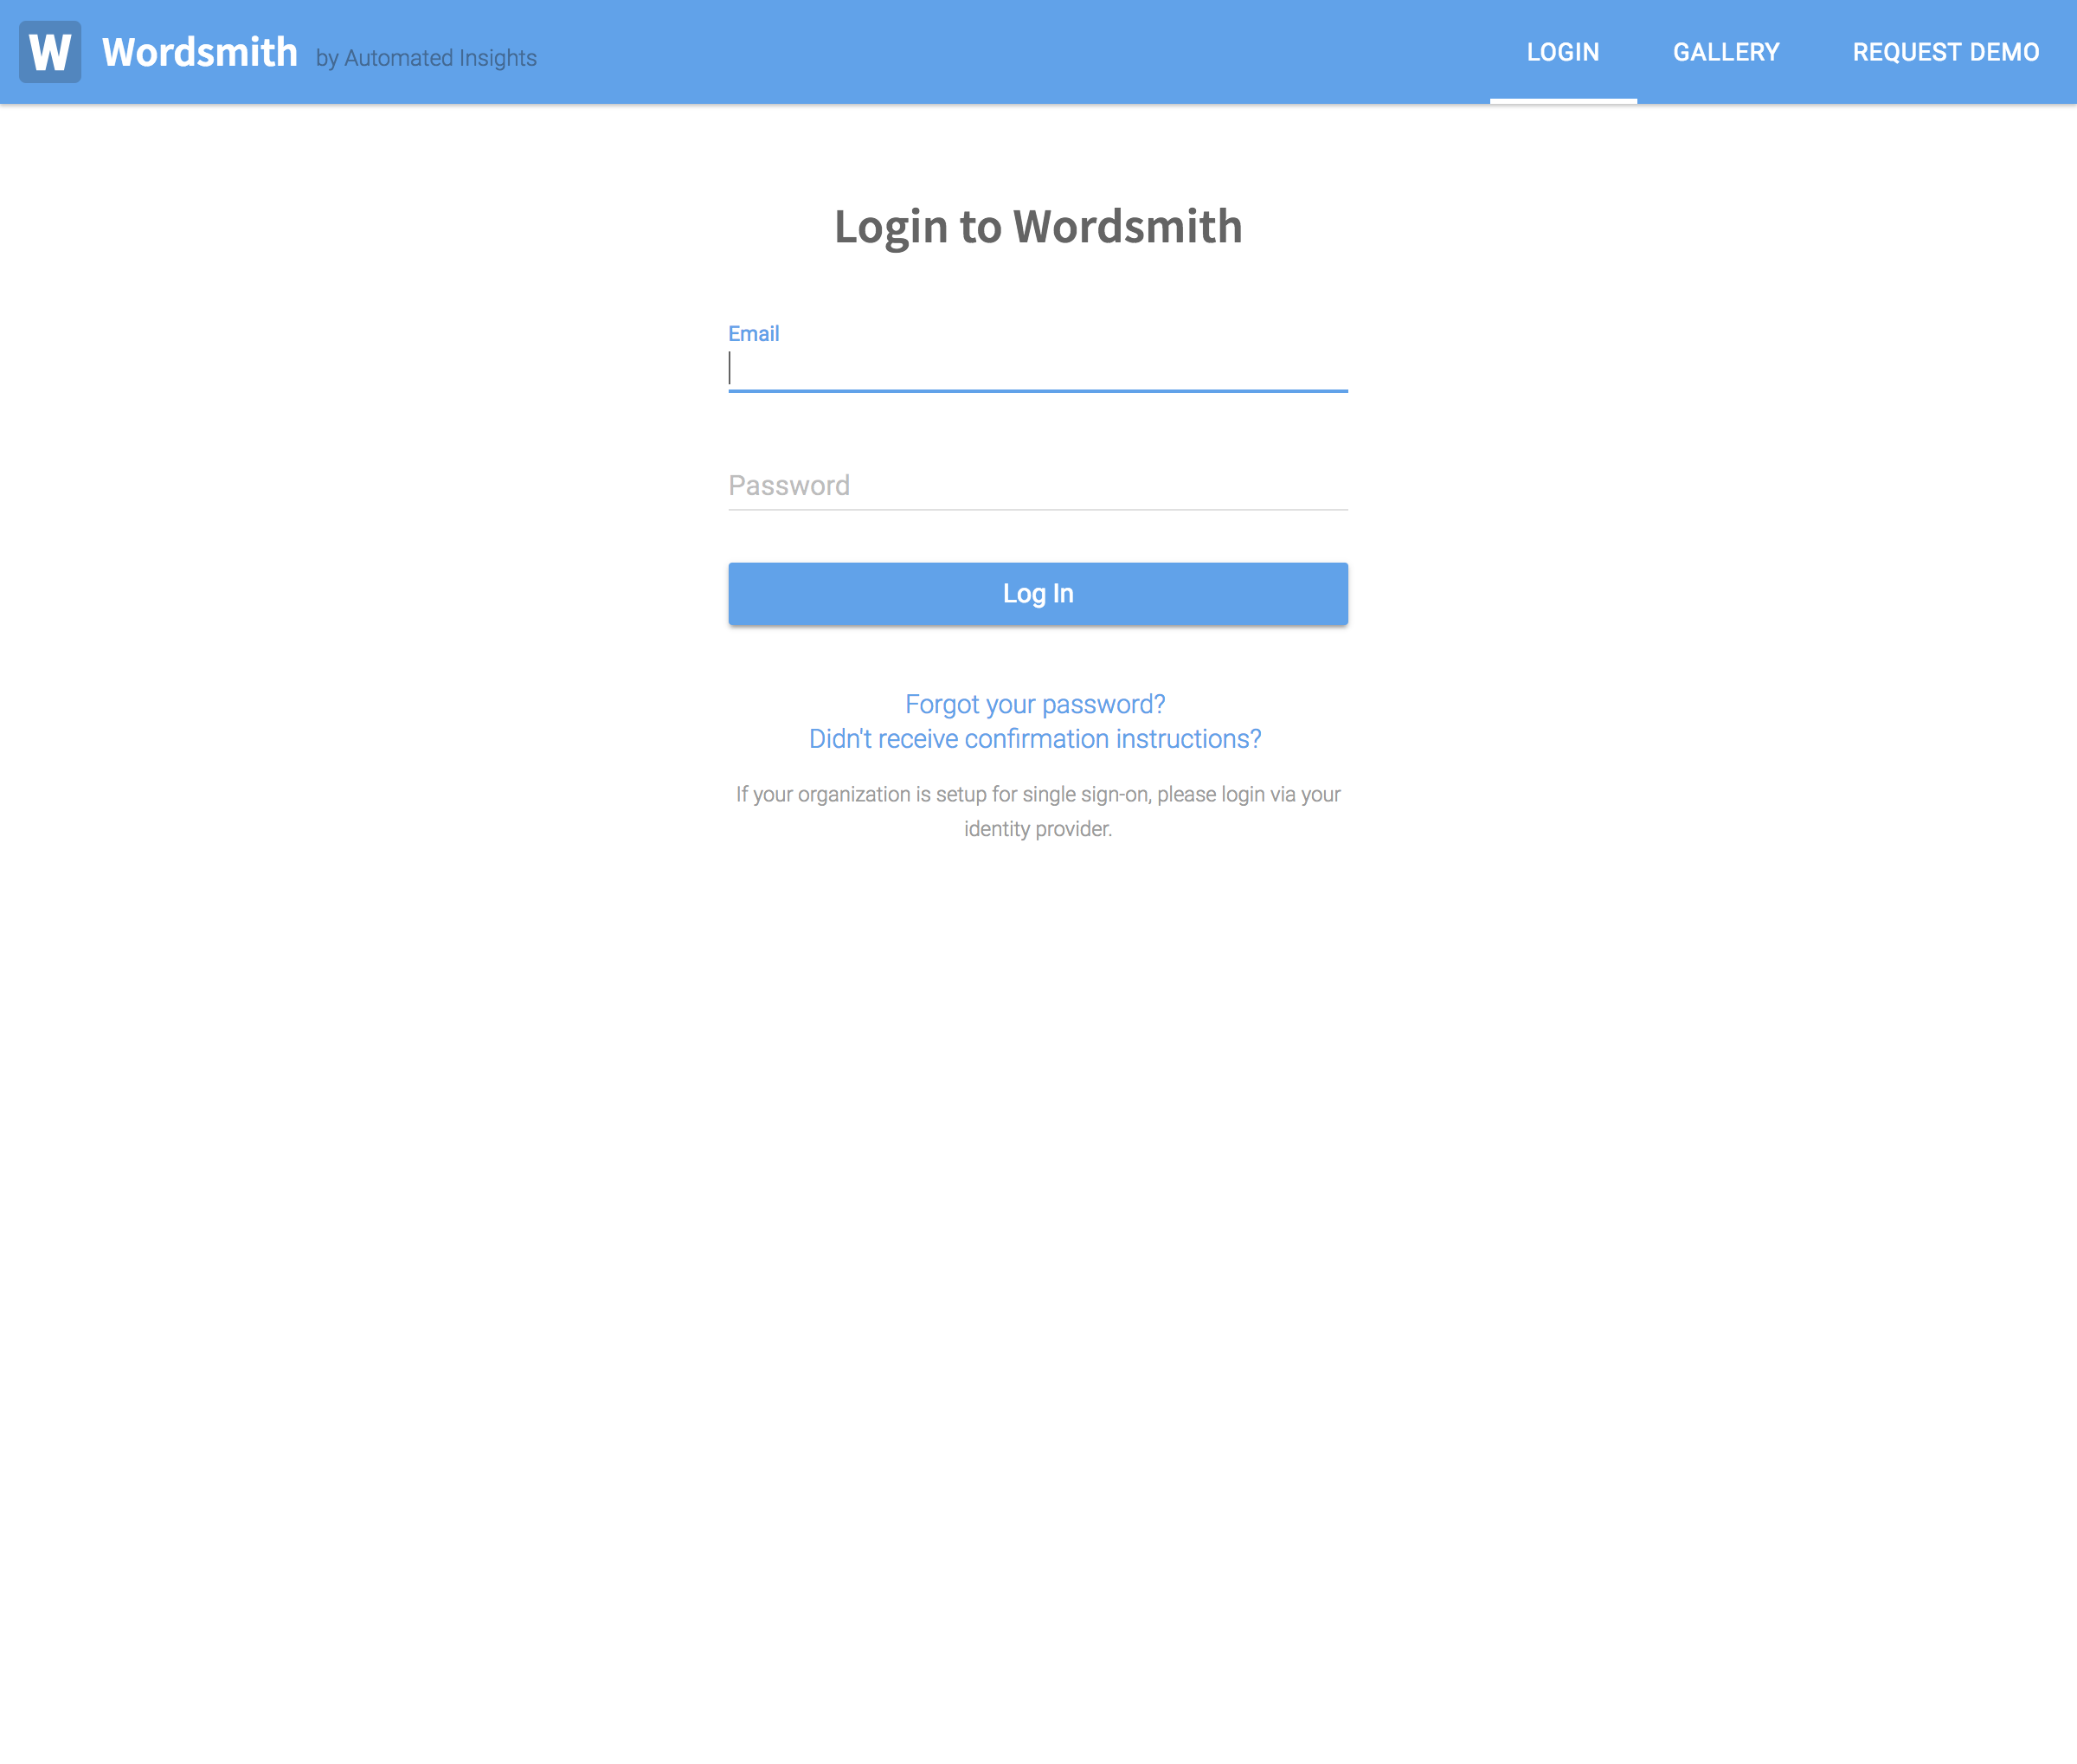 W Wordsmith by Automated Insights LOGIN GALLERY REQUEST DEMO
Login to Wordsmith
Email
Password
Log In
Forgot your password?
Didn't receive confirmation instructions?
If your organization is setup for single sign-on, please login via your
identity provider.